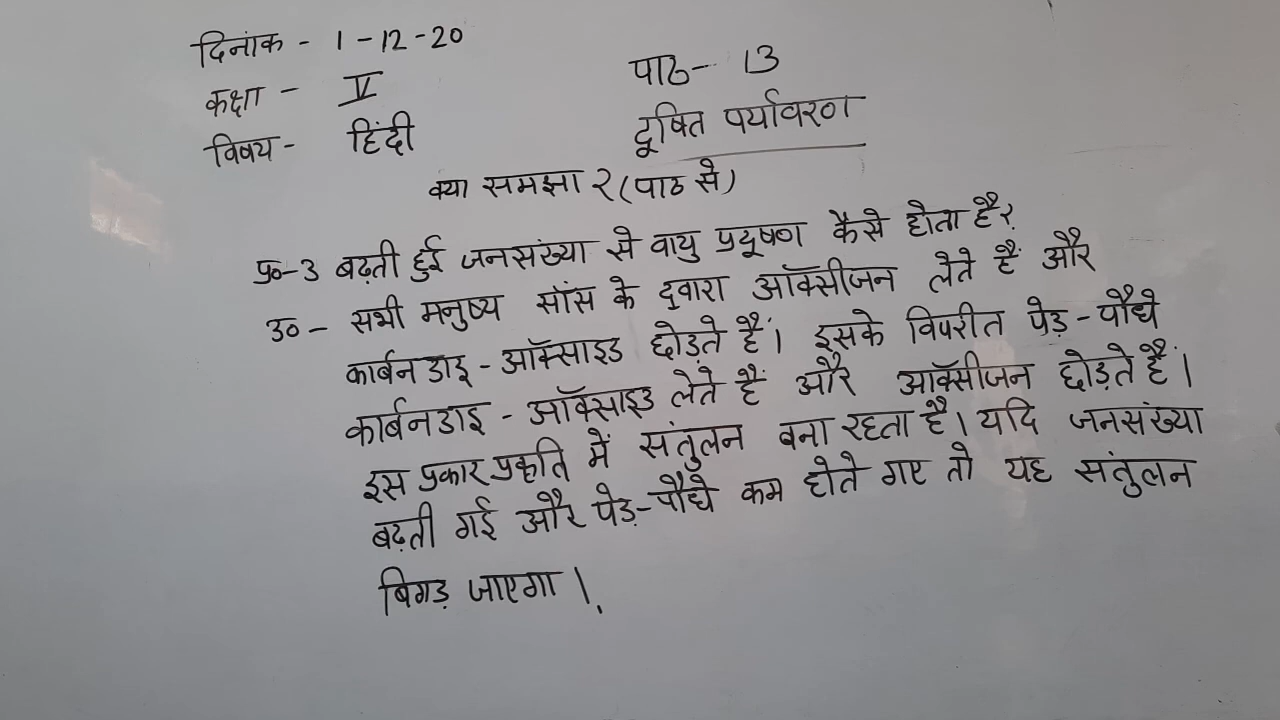 दिनांक - 1-12-20
कक्षा - V
विषय - हिंदी
पाठ- 13
दूषित पर्यावरण
क्या समझा २ (पाठ से)
प्र०-3 बढ़ती हुई जनसंख्या से वायु प्रदूषण कैसे होता है?
उ० - सभी मनुष्य साँस के द्वारा ऑक्सीजन लेते हैं और
कार्बनडाइ - ऑक्साइड छोड़ते हैं। इसके विपरीत पेड़-पौधे
कार्बनडाइ - ऑक्साइड लेते हैं और ऑक्सीजन छोड़ते हैं।
इस प्रकार प्रकृति में संतुलन बना रहता है। यदि जनसंख्या
बढ़ती गई और पेड़-पौधे कम होते गए तो यह संतुलन
बिगड़ जाएगा।